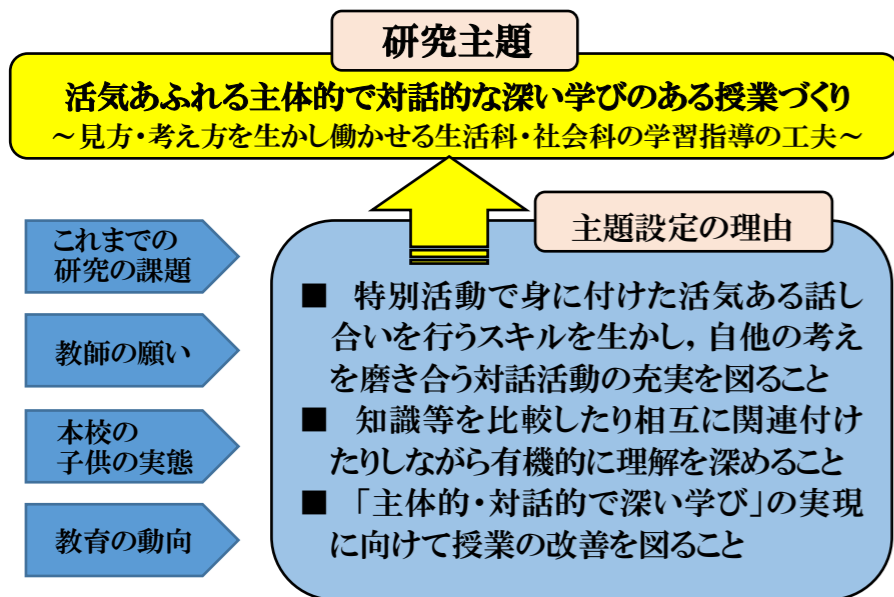 研究主題
活気あふれる主体的で対話的な深い学びのある授業づくり
～見方・考え方を生かし働かせる生活科・社会科の学習指導の工夫～
これまでの
研究の課題
教師の願い
本校の
子供の実態
教育の動向
主題設定の理由
■　特別活動で身に付けた活気ある話し
合いを行うスキルを生かし，自他の考え
を磨き合う対話活動の充実を図ること
■　知識等を比較したり相互に関連付け
たりしながら有機的に理解を深めること
■　「主体的・対話的で深い学び」の実現
に向けて授業の改善を図ること